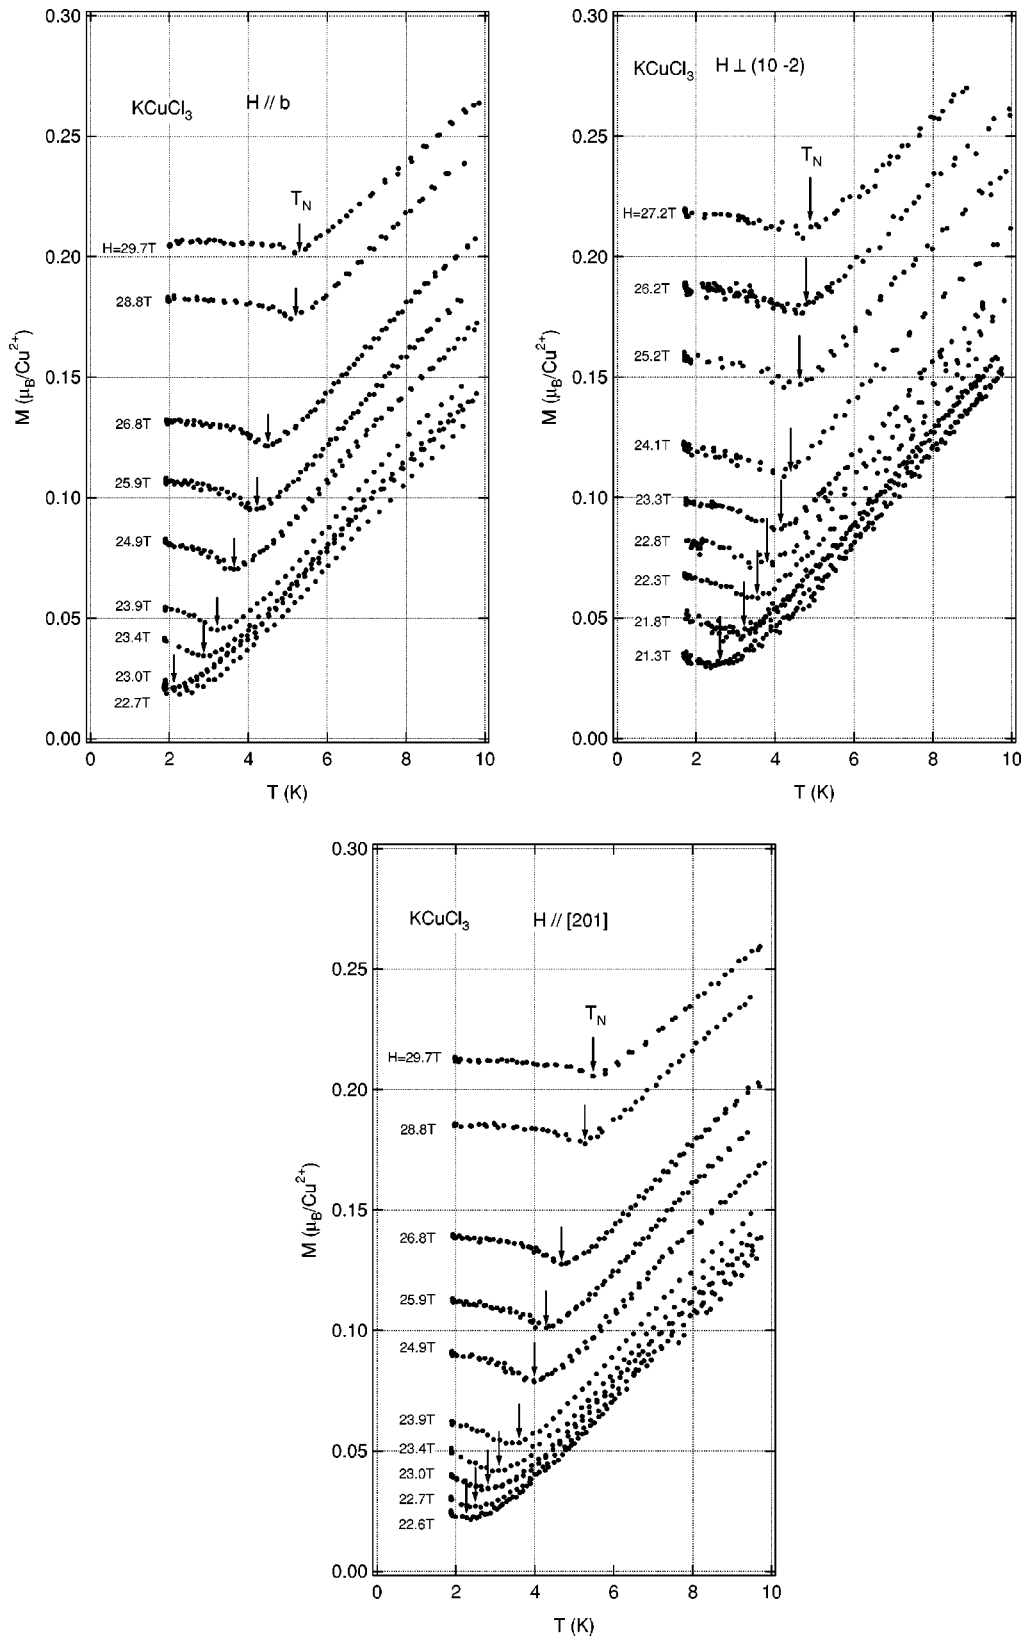 0.30
0.25
0.20
0.15
0.10
0.05
0.00
M (μB/Cu2+)
KCuCl3
H // b
TN
H=29.7T
28.8T
26.8T
25.9T
24.9T
23.9T
23.4T
23.0T
22.7T
0 2 4 6 8 10
T (K)
0.30
0.25
0.20
0.15
0.10
0.05
0.00
M (μB/Cu2+)
KCuCl3
H ⊥ (10 -2)
TN
H=27.2T
26.2T
25.2T
24.1T
23.3T
22.8T
22.3T
21.8T
21.3T
0 2 4 6 8 10
T (K)
0.30
0.25
0.20
0.15
0.10
0.05
0.00
M (μB/Cu2+)
KCuCl3
H // [201]
TN
H=29.7T
28.8T
26.8T
25.9T
24.9T
23.9T
23.4T
23.0T
22.7T
22.6T
0 2 4 6 8 10
T (K)